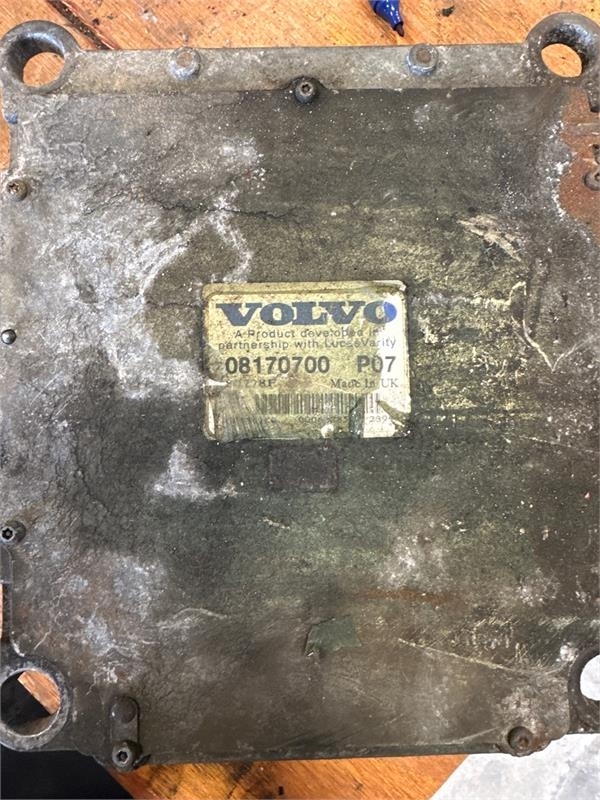 VOLVO
A Product developed in
partnership with LucasVarity
08170700 P07
Made In UK